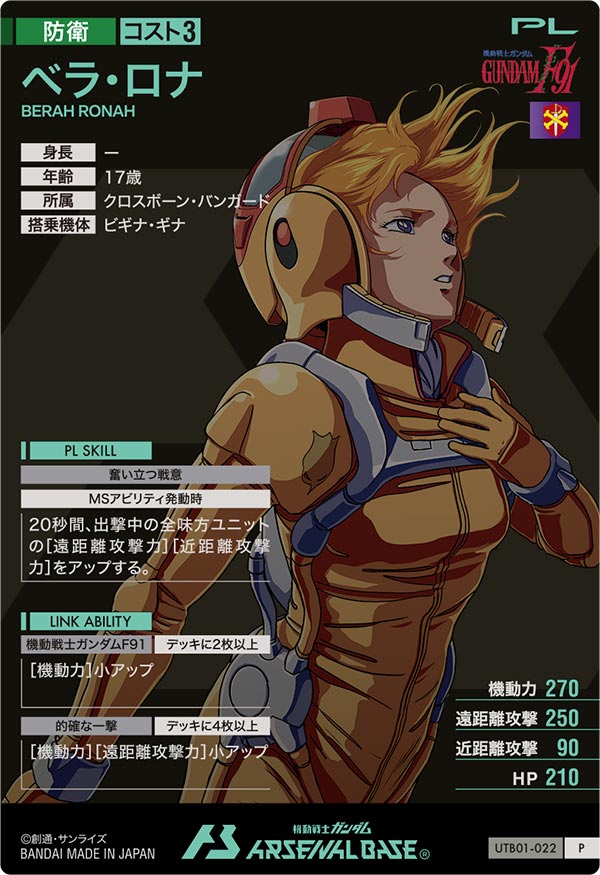 防衛 コスト3 PL
ベラ・ロナ
BERAH RONAH
機動戦士ガンダム
GUNDAM F91
身長 ー
年齢 17歳
所属 クロスボーン・バンガード
搭乗機体 ビギナ・ギナ
PL SKILL
奮い立つ戦意
MSアビリティ発動時
20秒間、出撃中の全味方ユニット
の[遠距離攻撃力][近距離攻撃
力]をアップする。
LINK ABILITY
機動戦士ガンダムF91 デッキに2枚以上
[機動力]小アップ
的確な一撃 デッキに4枚以上
[機動力][遠距離攻撃力]小アップ
機動力 270
遠距離攻撃 250
近距離攻撃 90
HP 210
©創通・サンライズ
BANDAI MADE IN JAPAN
機動戦士ガンダム
ARSENAL BASE®
UTB01-022 P